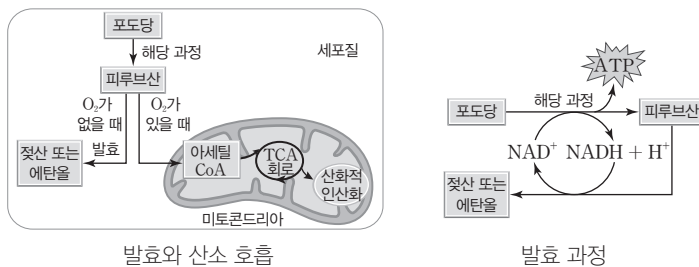 포도당
해당 과정
세포질
피루브산
O₂가 없을 때
O₂가 있을 때
발효
젖산 또는
에탄올
아세틸
CoA
TCA
회로
산화적
인산화
미토콘드리아
발효와 산소 호흡
ATP
포도당
해당 과정
피루브산
NAD⁺ NADH + H⁺
젖산 또는
에탄올
발효 과정